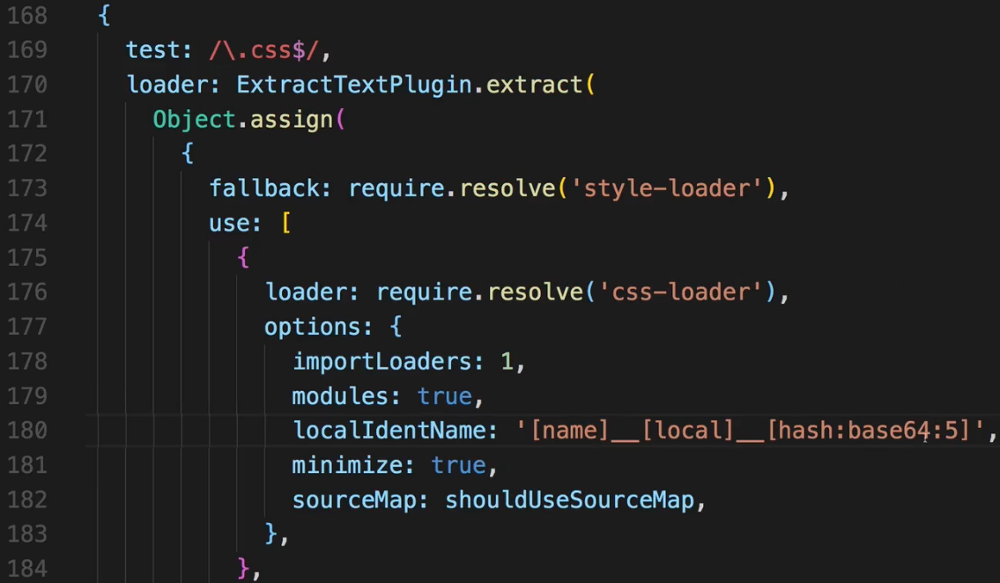 168 {
169 test: /\.css$/,
170 loader: ExtractTextPlugin.extract(
171 Object.assign(
172 {
173 fallback: require.resolve('style-loader'),
174 use: [
175 {
176 loader: require.resolve('css-loader'),
177 options: {
178 importLoaders: 1,
179 modules: true,
180 localIdentName: '[name]__[local]__[hash:base64:5]',
181 minimize: true,
182 sourceMap: shouldUseSourceMap,
183 },
184 },